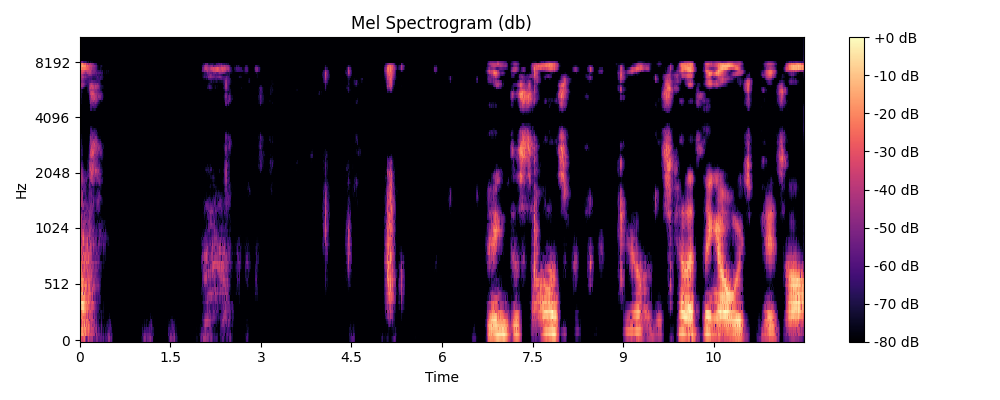 Mel Spectrogram (db)
8192
4096
2048
1024
512
0
Hz
0 1.5 3 4.5 6 7.5 9 10
Time
+0 dB
-10 dB
-20 dB
-30 dB
-40 dB
-50 dB
-60 dB
-70 dB
-80 dB